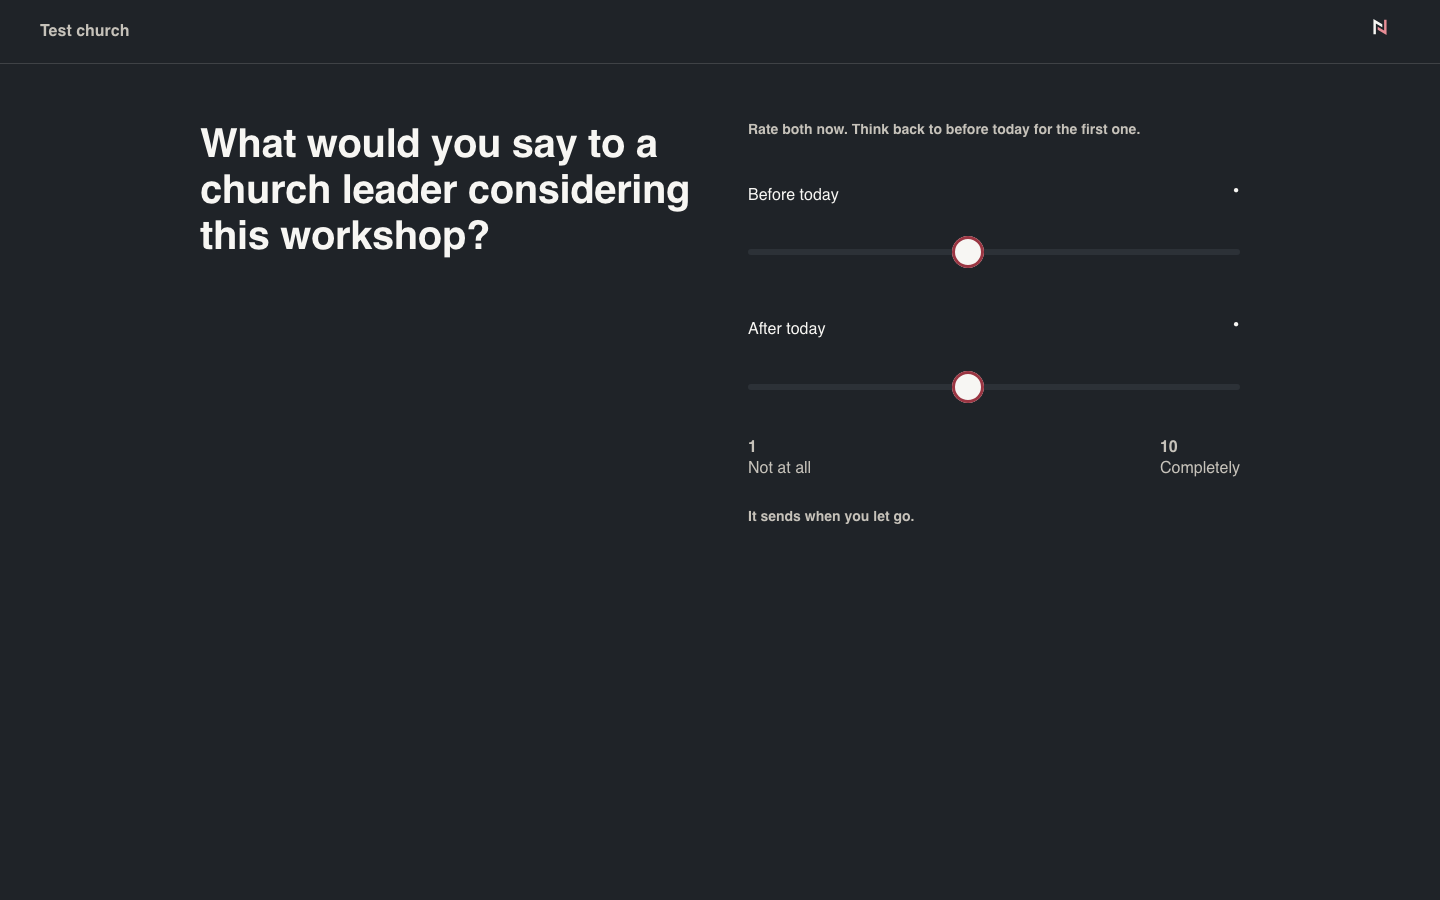 Test church
What would you say to a
church leader considering
this workshop?
Rate both now. Think back to before today for the first one.
Before today
•
After today
•
1
Not at all
10
Completely
It sends when you let go.